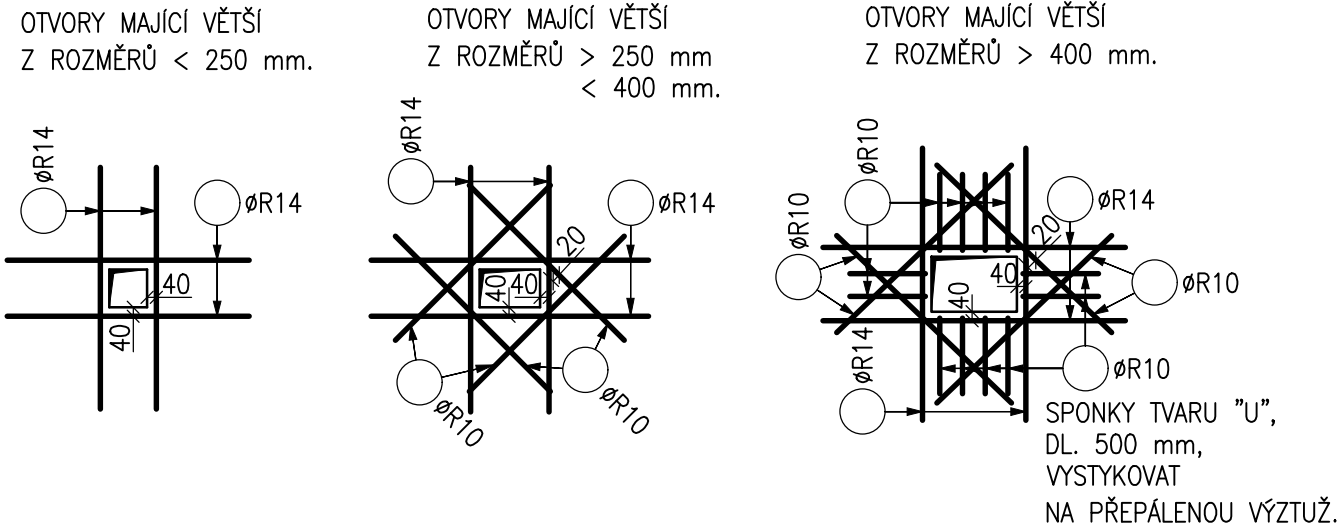 OTVORY MAJÍCÍ VĚTŠÍ
Z ROZMĚRŮ < 250 mm.
øR14
øR14
40
40
OTVORY MAJÍCÍ VĚTŠÍ
Z ROZMĚRŮ > 250 mm
< 400 mm.
øR14
øR14
20
40
40
øR10
øR10
OTVORY MAJÍCÍ VĚTŠÍ
Z ROZMĚRŮ > 400 mm.
øR10
øR10
øR14
20
40
40
øR10
øR14
øR10
SPONKY TVARU "U",
DL. 500 mm,
VYSTYKOVAT
NA PŘEPÁLENOU VÝZTUŽ.